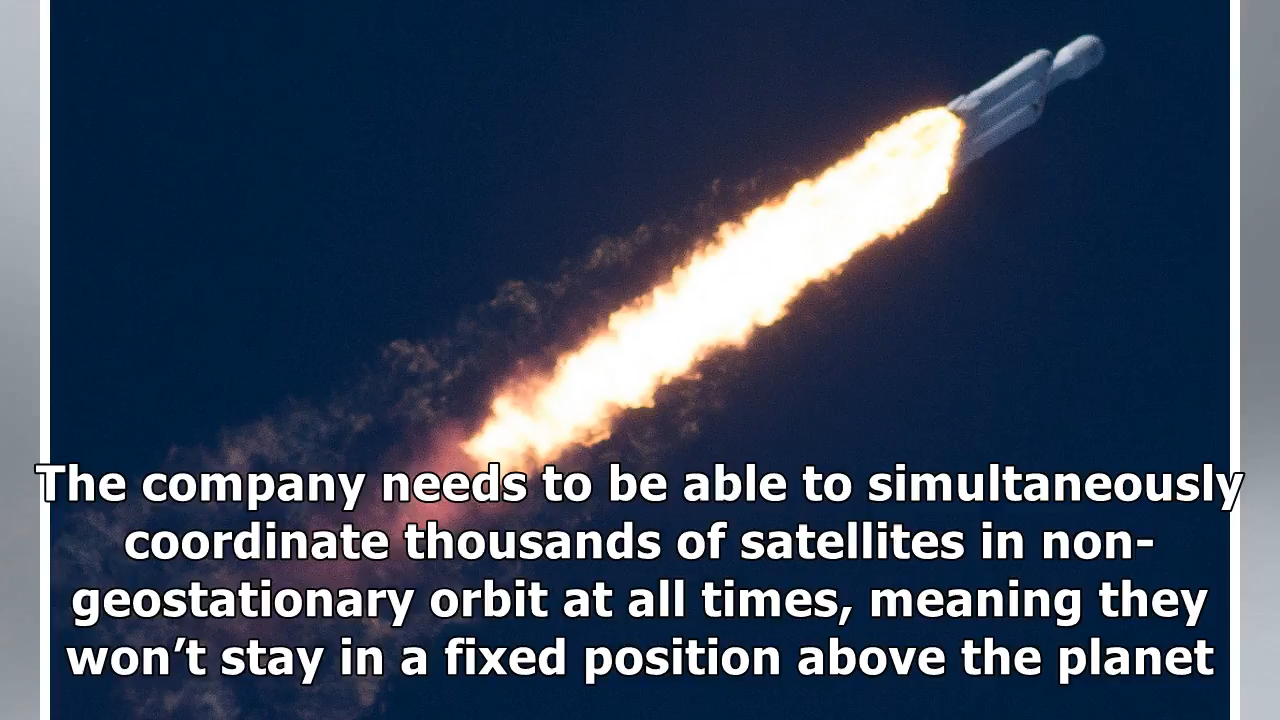 The company needs to be able to simultaneously
coordinate thousands of satellites in non-
geostationary orbit at all times, meaning they
won’t stay in a fixed position above the planet